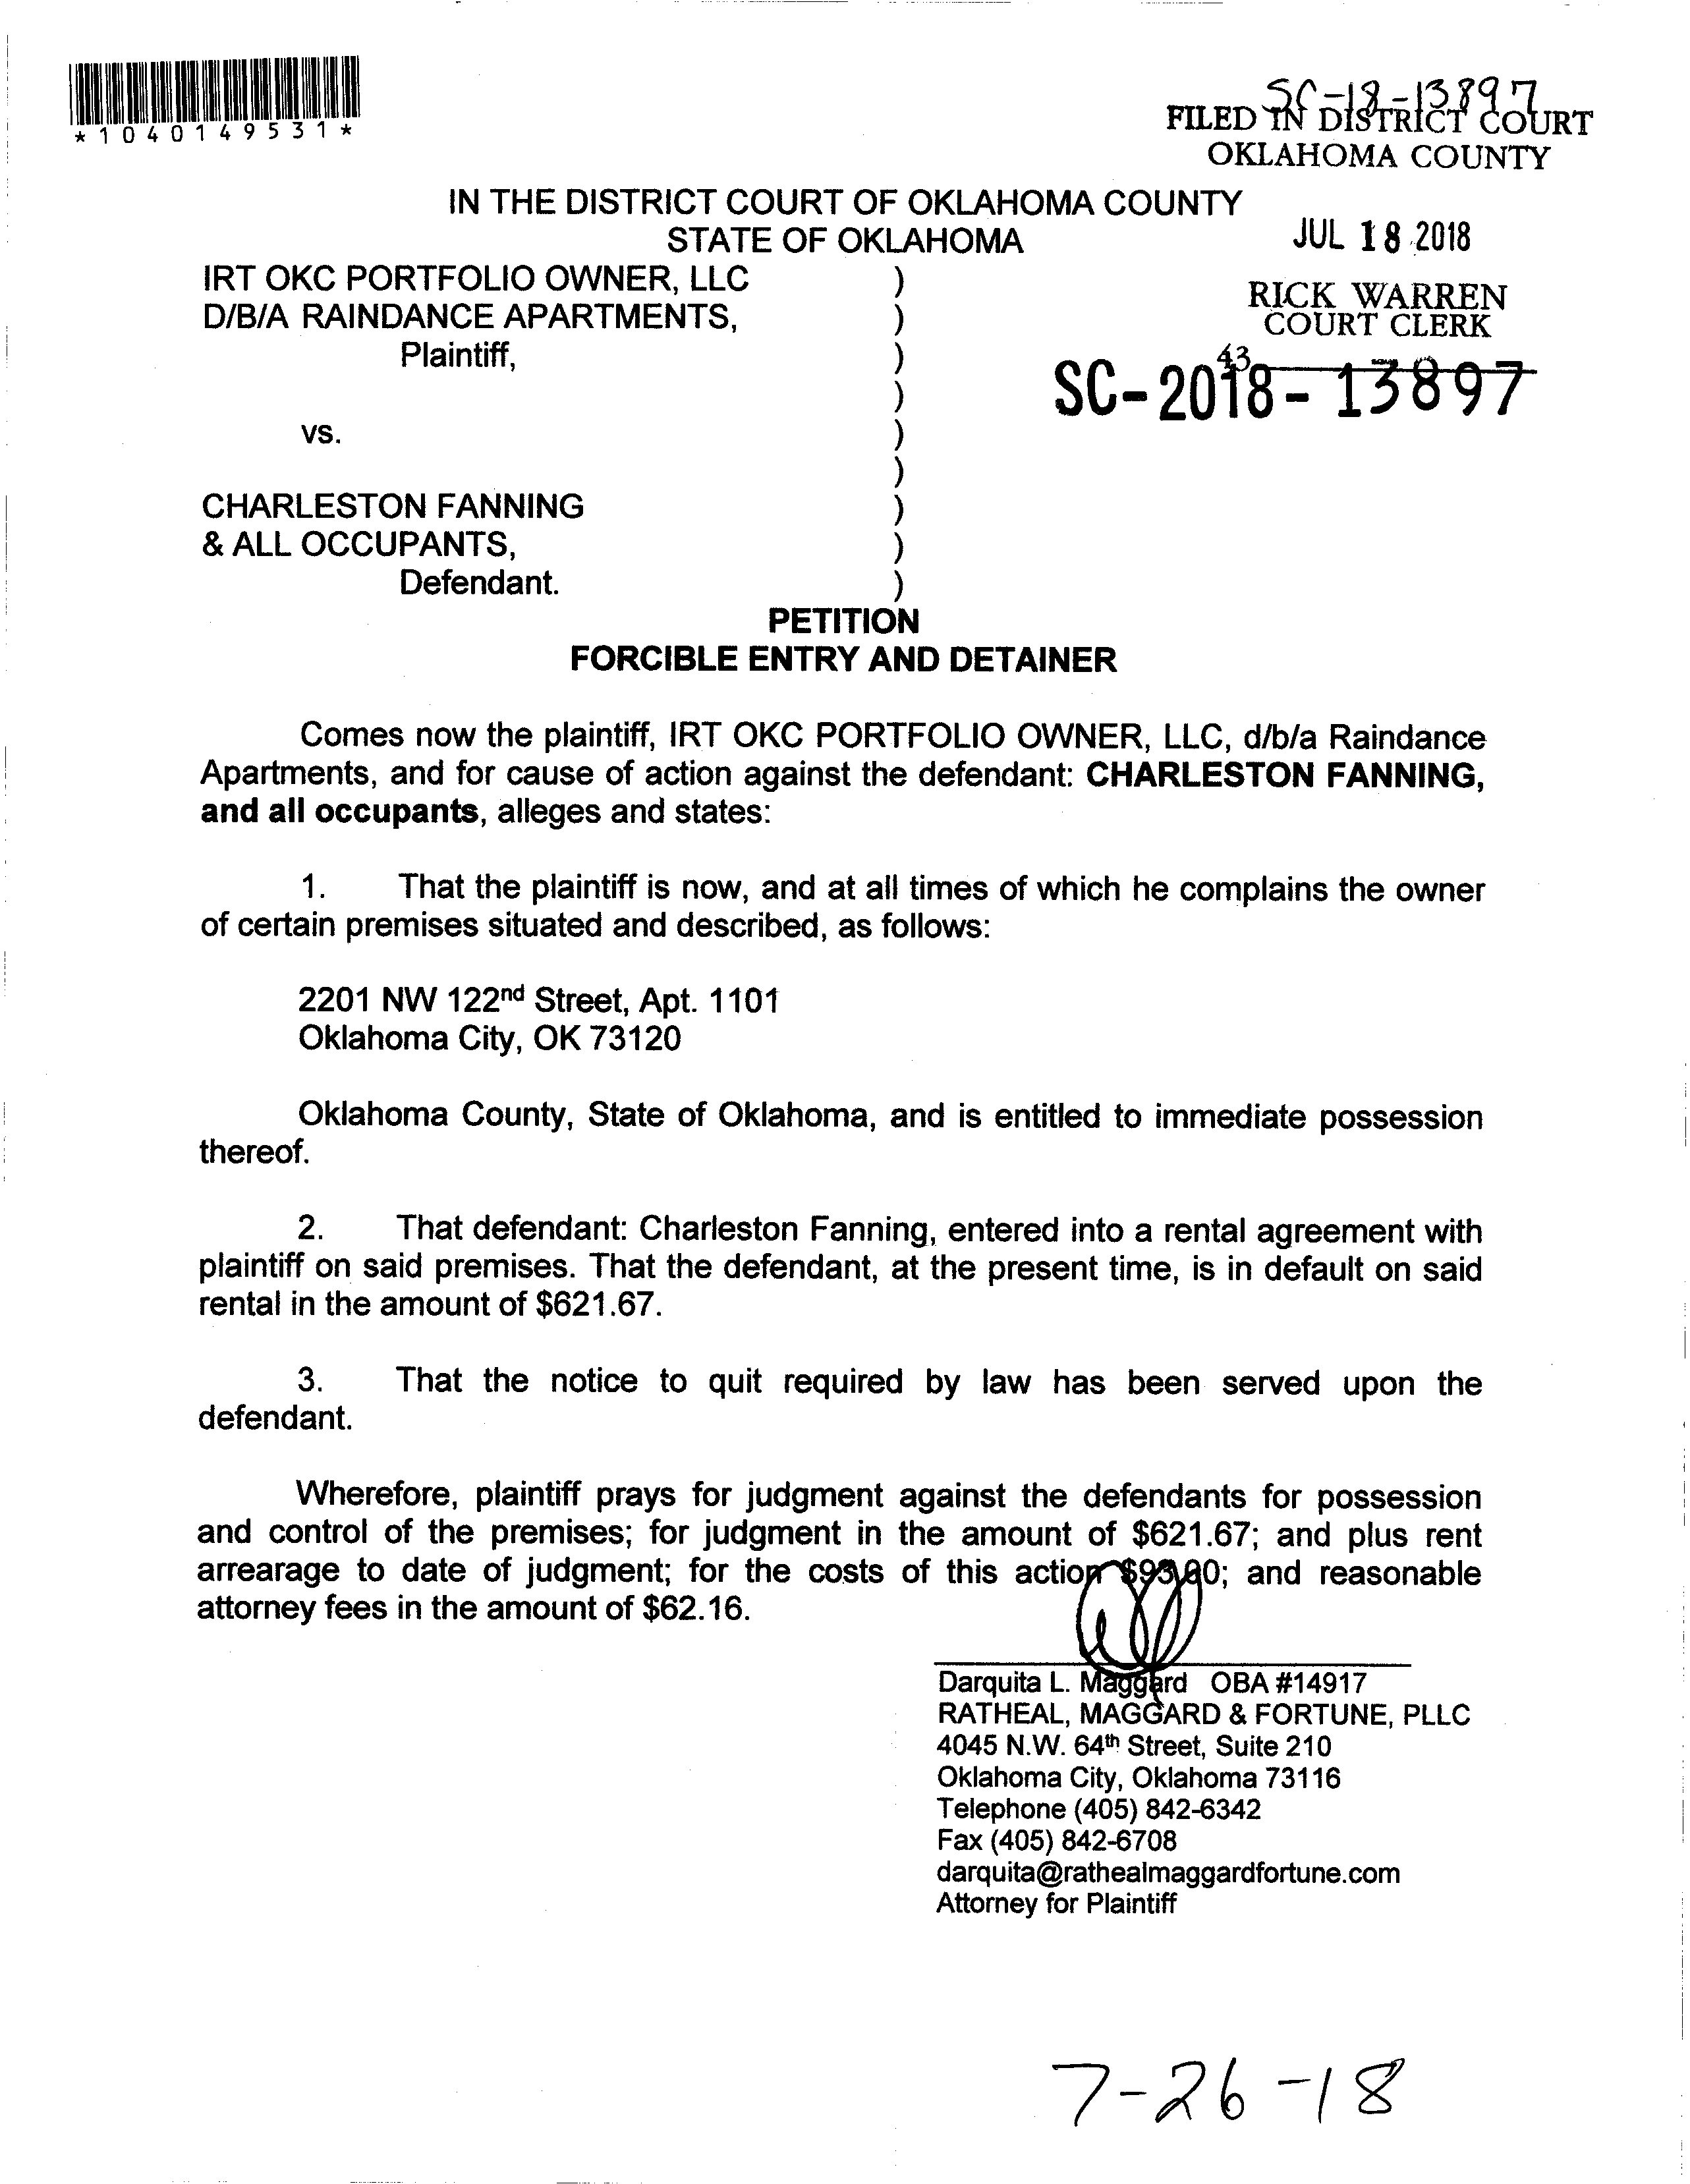 *1040149531*
SC-18-13897
FILED IN DISTRICT COURT
OKLAHOMA COUNTY
IN THE DISTRICT COURT OF OKLAHOMA COUNTY
STATE OF OKLAHOMA
JUL 18 2018
IRT OKC PORTFOLIO OWNER, LLC )
D/B/A RAINDANCE APARTMENTS, )
Plaintiff, )
RICK WARREN
COURT CLERK
43
)
SC-2018-13897
vs. )
)
CHARLESTON FANNING )
& ALL OCCUPANTS, )
Defendant. )
PETITION
FORCIBLE ENTRY AND DETAINER
Comes now the plaintiff, IRT OKC PORTFOLIO OWNER, LLC, d/b/a Raindance
Apartments, and for cause of action against the defendant: CHARLESTON FANNING,
and all occupants, alleges and states:
1. That the plaintiff is now, and at all times of which he complains the owner
of certain premises situated and described, as follows:
2201 NW 122nd Street, Apt. 1101
Oklahoma City, OK 73120
Oklahoma County, State of Oklahoma, and is entitled to immediate possession
thereof.
2. That defendant: Charleston Fanning, entered into a rental agreement with
plaintiff on said premises. That the defendant, at the present time, is in default on said
rental in the amount of $621.67.
3. That the notice to quit required by law has been served upon the
defendant.
Wherefore, plaintiff prays for judgment against the defendants for possession
and control of the premises; for judgment in the amount of $621.67; and plus rent
arrearage to date of judgment; for the costs of this action ; and reasonable
attorney fees in the amount of $62.16.
Darquita L. Maggard OBA #14917
RATHEAL, MAGGARD & FORTUNE, PLLC
4045 N.W. 64th Street, Suite 210
Oklahoma City, Oklahoma 73116
Telephone (405) 842-6342
Fax (405) 842-6708
darquita@rathealmaggardfortune.com
Attorney for Plaintiff
7-26-18